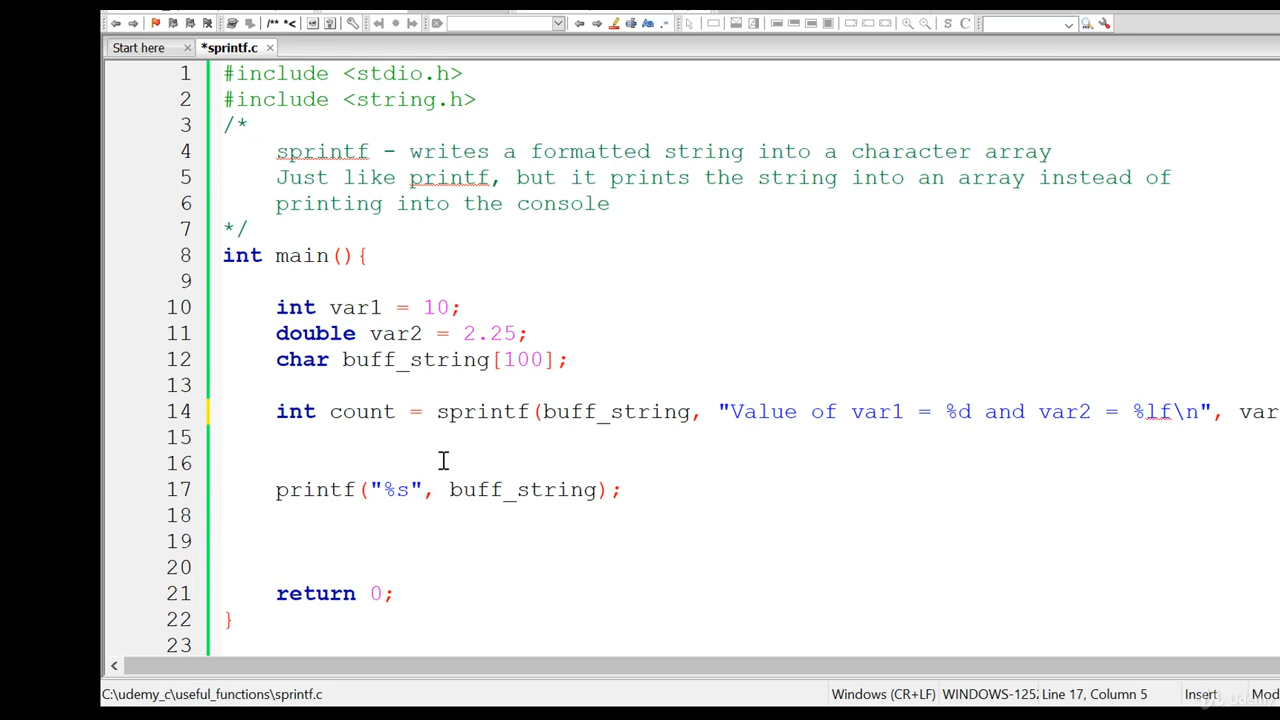 /** *<
S C
Start here × *sprintf.c ×
1 #include <stdio.h>
2 #include <string.h>
3 /*
4 sprintf - writes a formatted string into a character array
5 Just like printf, but it prints the string into an array instead of
6 printing into the console
7 */
8 int main(){
9
10 int var1 = 10;
11 double var2 = 2.25;
12 char buff_string[100];
13
14 int count = sprintf(buff_string, "Value of var1 = %d and var2 = %lf\n", var
15
16
17 printf("%s", buff_string);
18
19
20
21 return 0;
22 }
23
C:\udemy_c\useful_functions\sprintf.c Windows (CR+LF) WINDOWS-1252 Line 17, Column 5 Insert Mod